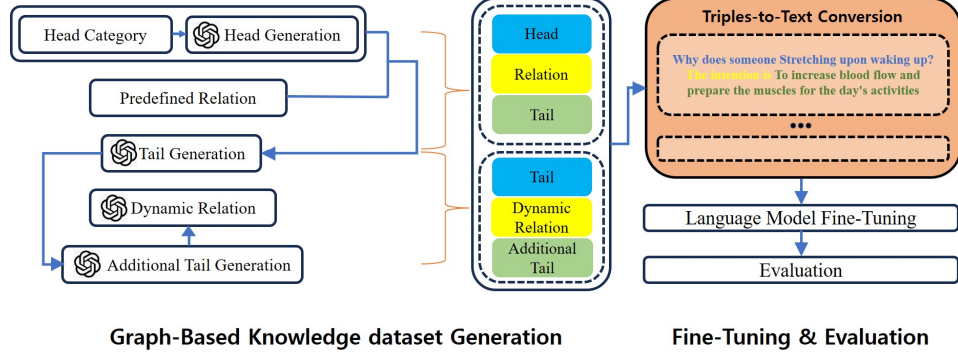 Head Category
Head Generation
Predefined Relation
Tail Generation
Dynamic Relation
Additional Tail Generation
Head
Relation
Tail
Tail
Dynamic
Relation
Additional
Tail
Triples-to-Text Conversion
Why does someone Stretching upon waking up?
The intention is To increase blood flow and
prepare the muscles for the day's activities
•••
Language Model Fine-Tuning
Evaluation
Graph-Based Knowledge dataset Generation
Fine-Tuning & Evaluation